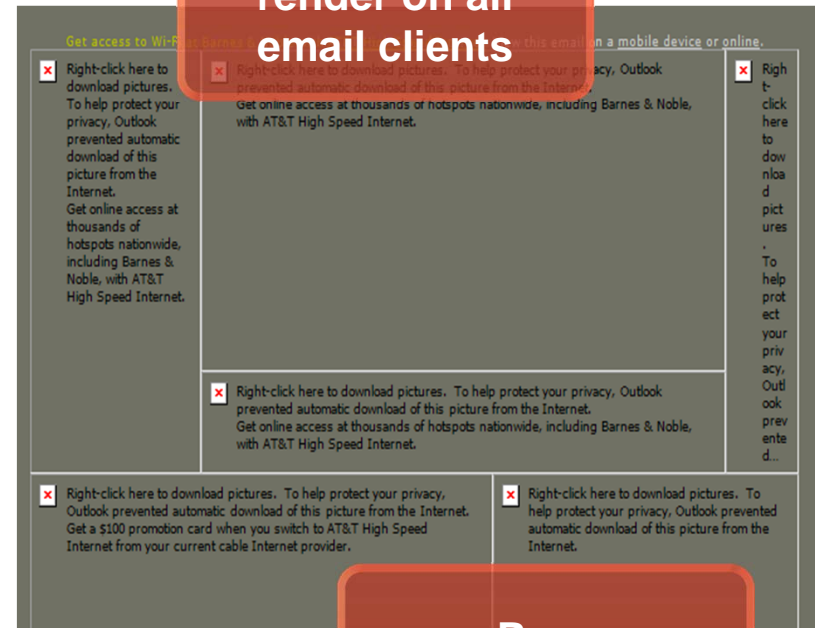 render on all
email clients
Get access to Wi-Fi at Barnes & w this email on a mobile device or online.
Right-click here to
download pictures.
To help protect your
privacy, Outlook
prevented automatic
download of this
picture from the
Internet.
Get online access at
thousands of
hotspots nationwide,
including Barnes &
Noble, with AT&T
High Speed Internet.
Right-click here to download pictures. To help protect your privacy, Outlook
prevented automatic download of this picture from the Internet.
Get online access at thousands of hotspots nationwide, including Barnes & Noble,
with AT&T High Speed Internet.
Righ
t-
click
here
to
dow
nloa
d
pict
ures
.
To
help
prot
ect
your
priv
acy,
Outl
ook
prev
ente
d...
Right-click here to download pictures. To help protect your privacy, Outlook
prevented automatic download of this picture from the Internet.
Get online access at thousands of hotspots nationwide, including Barnes & Noble,
with AT&T High Speed Internet.
Right-click here to download pictures. To help protect your privacy,
Outlook prevented automatic download of this picture from the Internet.
Get a $100 promotion card when you switch to AT&T High Speed
Internet from your current cable Internet provider.
Right-click here to download pictures. To
help protect your privacy, Outlook prevented
automatic download of this picture from the
Internet.